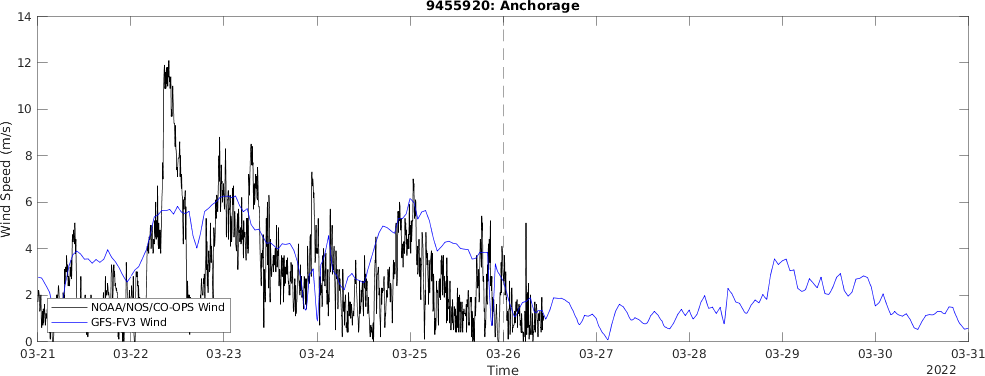 9455920: Anchorage
Wind Speed (m/s)
14
12
10
8
6
4
2
0
NOAA/NOS/CO-OPS Wind
GFS-FV3 Wind
03-21 03-22 03-23 03-24 03-25 03-26 03-27 03-28 03-29 03-30 03-31
Time
2022